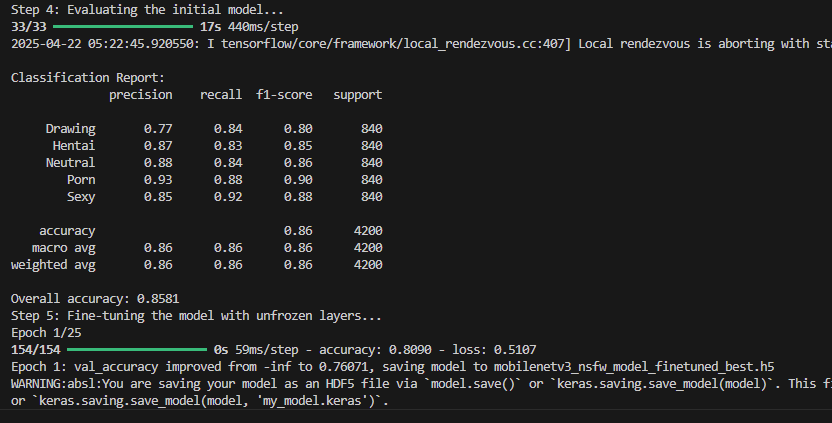 Step 4: Evaluating the initial model...
33/33 17s 440ms/step
2025-04-22 05:22:45.920550: I tensorflow/core/framework/local_rendezvous.cc:407] Local rendezvous is aborting with sta
Classification Report:
precision recall f1-score support
Drawing 0.77 0.84 0.80 840
Hentai 0.87 0.83 0.85 840
Neutral 0.88 0.84 0.86 840
Porn 0.93 0.88 0.90 840
Sexy 0.85 0.92 0.88 840
accuracy 0.86 4200
macro avg 0.86 0.86 0.86 4200
weighted avg 0.86 0.86 0.86 4200
Overall accuracy: 0.8581
Step 5: Fine-tuning the model with unfrozen layers...
Epoch 1/25
154/154 0s 59ms/step - accuracy: 0.8090 - loss: 0.5107
Epoch 1: val_accuracy improved from -inf to 0.76071, saving model to mobilenetv3_nsfw_model_finetuned_best.h5
WARNING:absl:You are saving your model as an HDF5 file via `model.save()` or `keras.saving.save_model(model)`. This fi
or `keras.saving.save_model(model, 'my_model.keras')`.